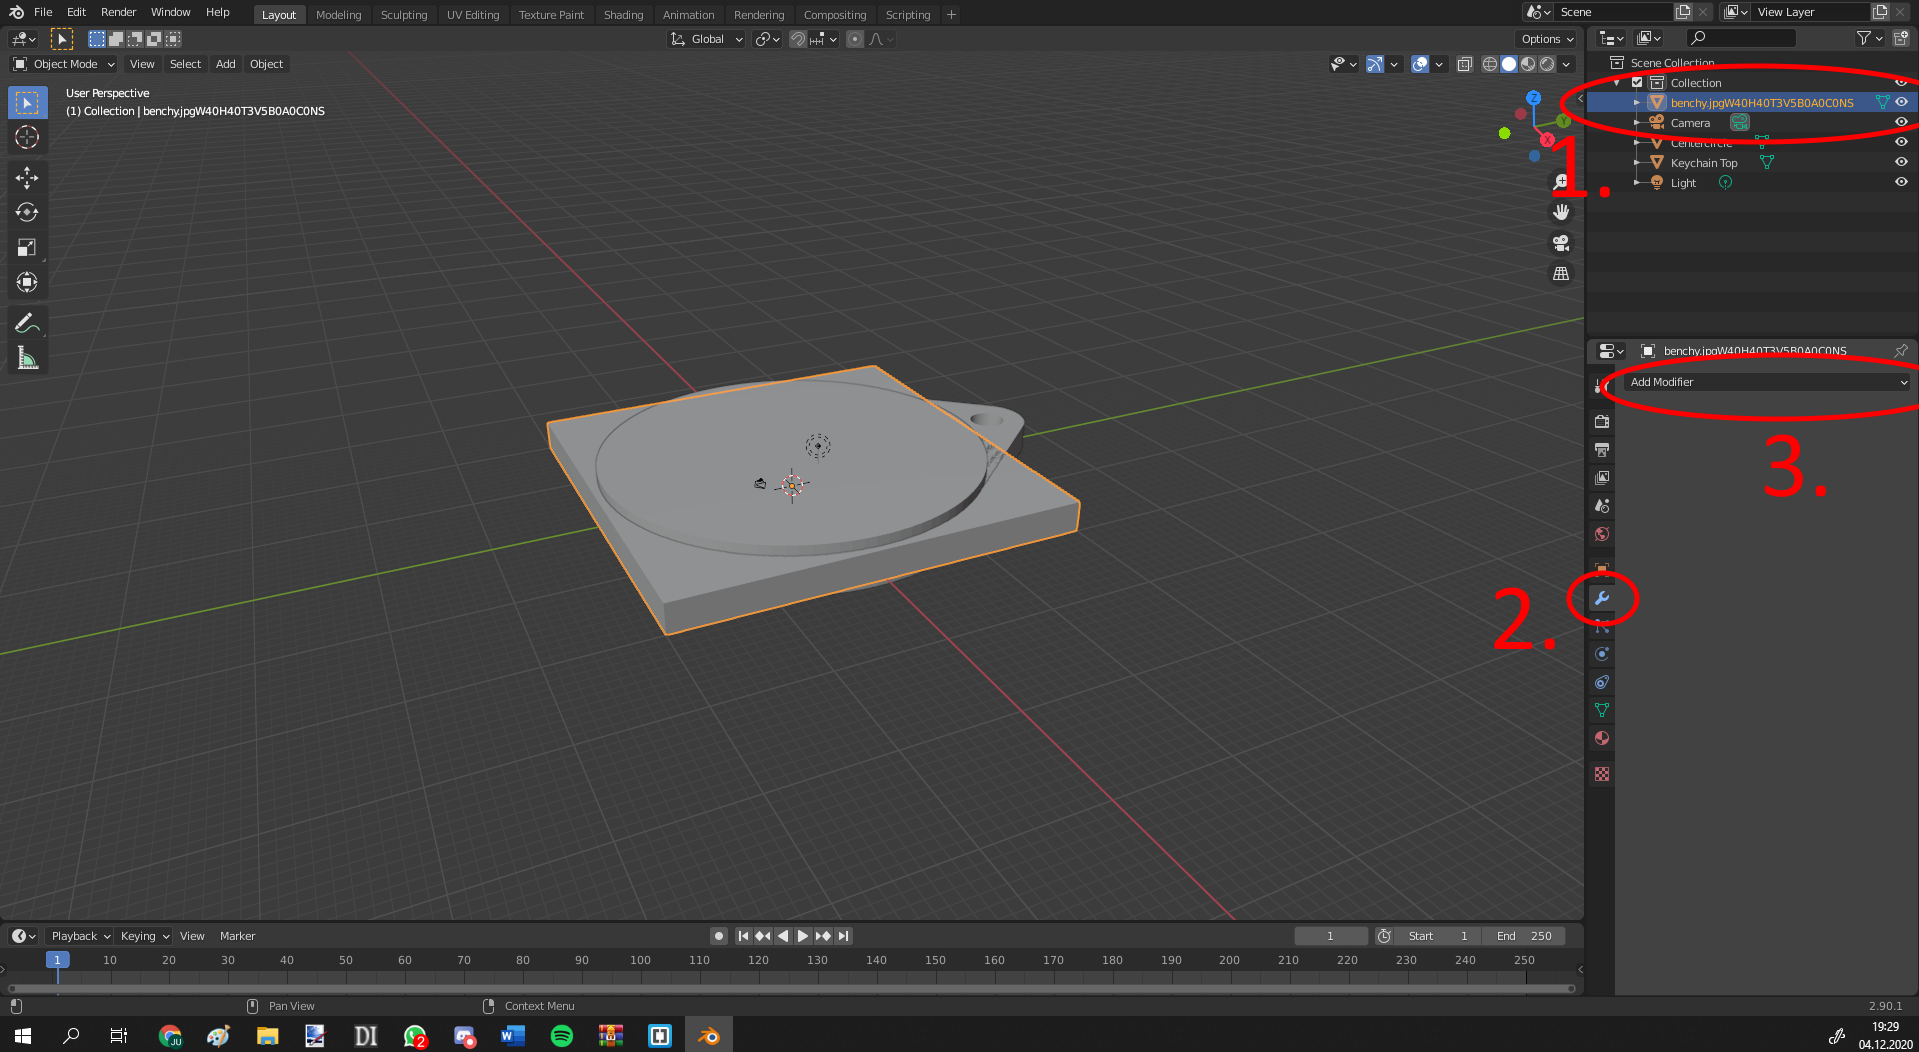 File Edit Render Window Help Layout Modeling Sculpting UV Editing Texture Paint Shading Animation Rendering Compositing Scripting + Scene View Layer
Global Options
Object Mode View Select Add Object
User Perspective
(1) Collection | benchy.jpgW40H40T3V5B0A0C0NS
Z
Y
X
Scene Collection
Collection
benchy.jpgW40H40T3V5B0A0C0NS
Camera
Centercircle
Keychain Top
Light
1.
benchy.jpgW40H40T3V5B0A0C0NS
Add Modifier
3.
2.
Playback Keying View Marker 1 Start 1 End 250
1 10 20 30 40 50 60 70 80 90 100 110 120 130 140 150 160 170 180 190 200 210 220 230 240 250
Pan View Context Menu 2.90.1
JU DI 2 W 19:29
04.12.2020